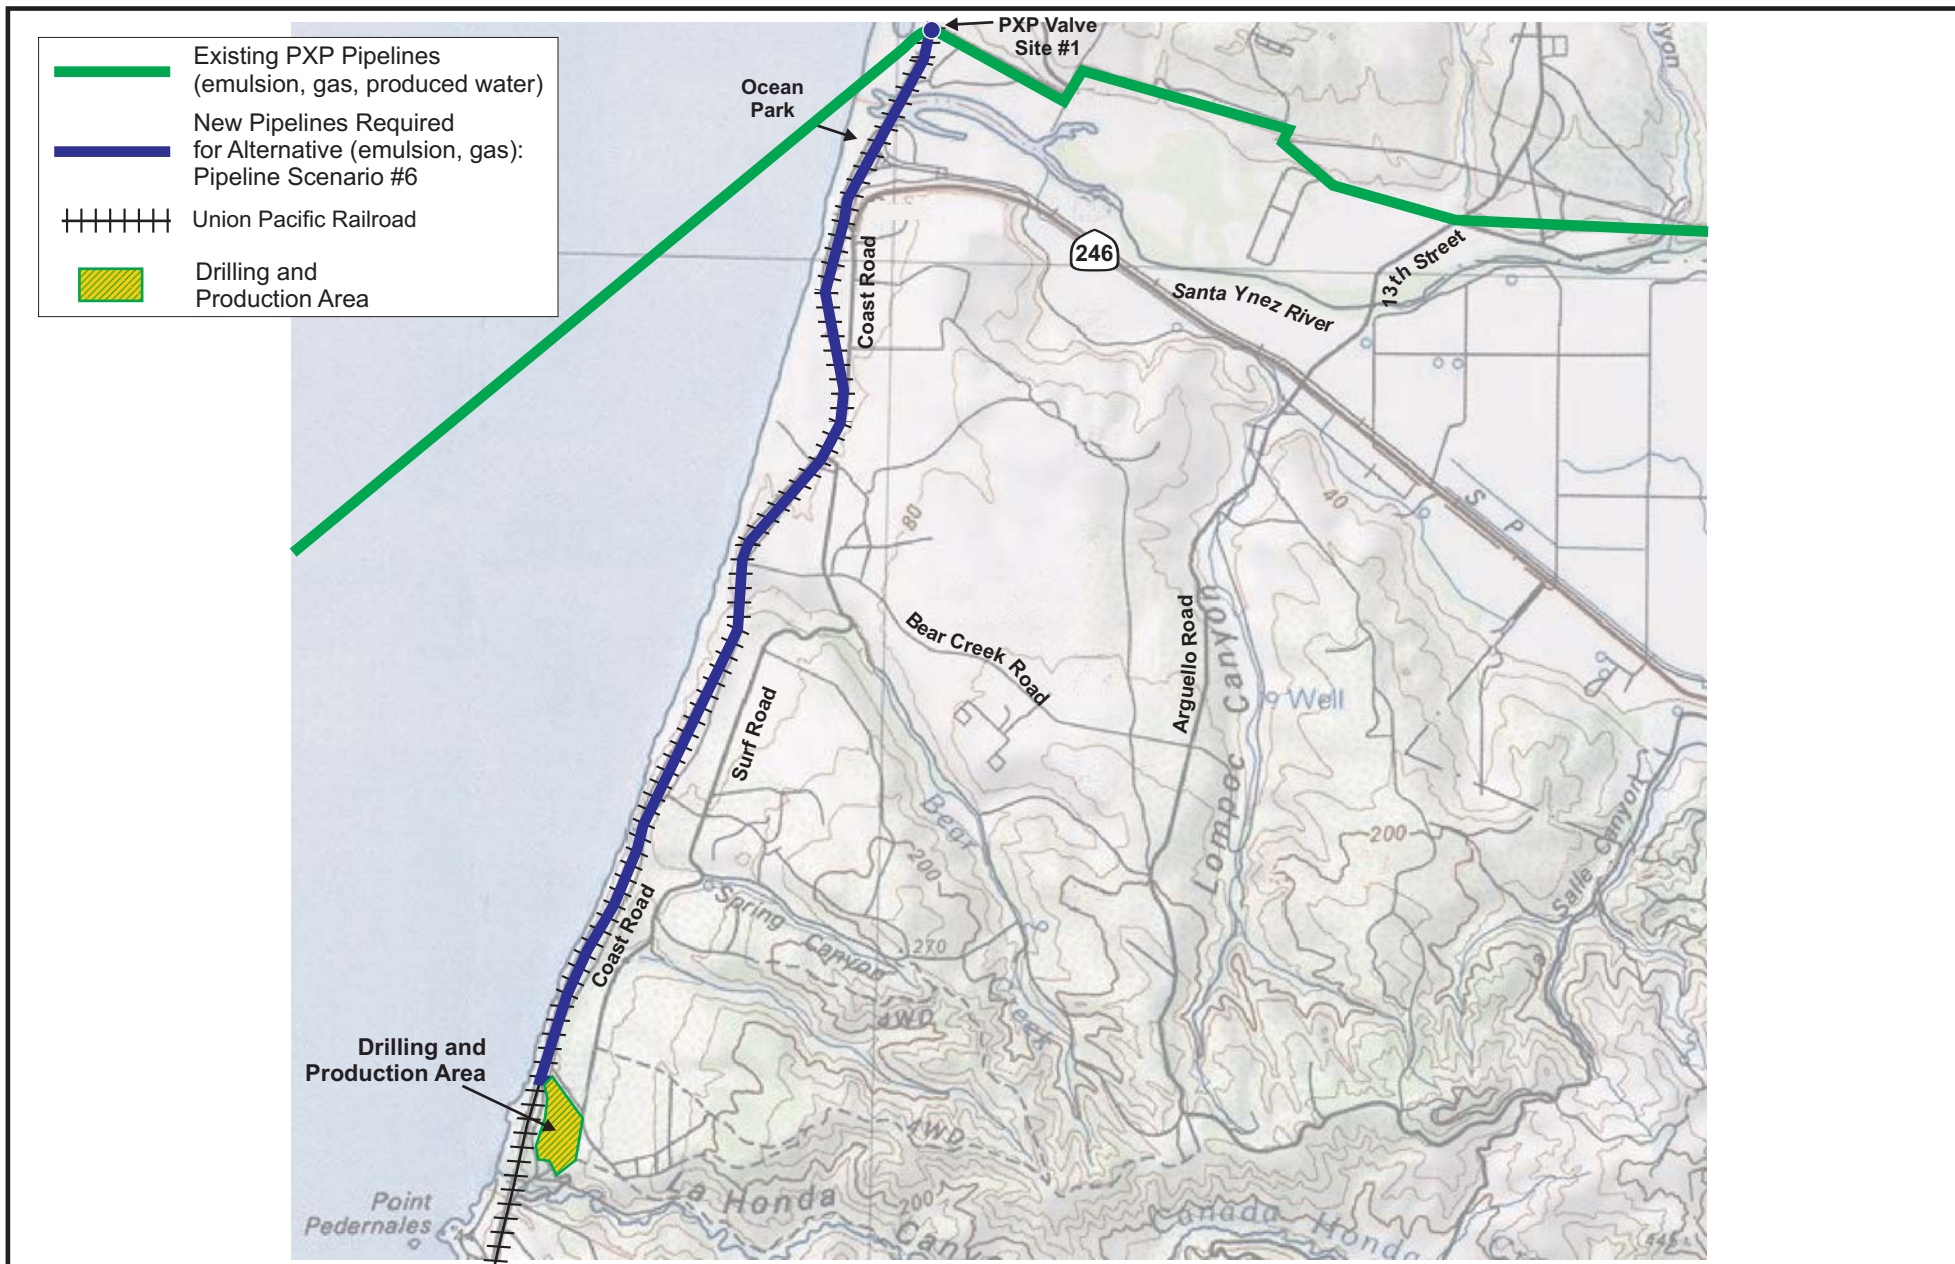 Existing PXP Pipelines
(emulsion, gas, produced water)
New Pipelines Required
for Alternative (emulsion, gas):
Pipeline Scenario #6
Union Pacific Railroad
Drilling and
Production Area
PXP Valve
Site #1
Ocean
Park
Coast Road
246
Santa Ynez River
13th Street
80
40
S P
Bear Creek Road
Arguello Road
Lompoc Canyon
Well
Surf Road
Bear Creek
200
200
Salle Canyon
Spring Canyon
270
Coast Road
4WD
4WD
Drilling and
Production Area
Point
Pedernales
La Honda
200
Canada Honda